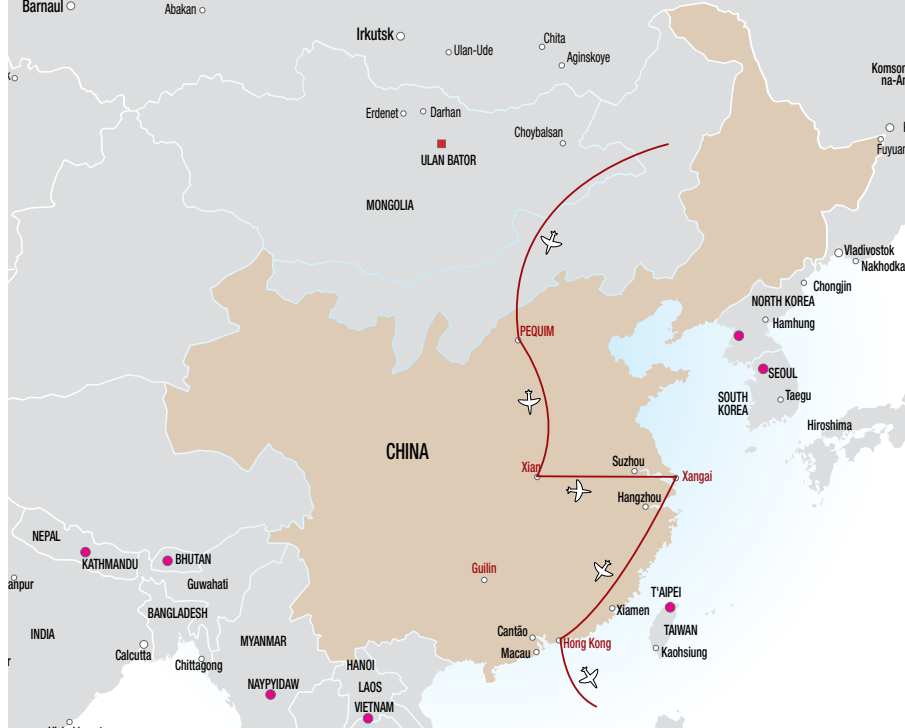 Barnaul
Abakan
Irkutsk
Ulan-Ude
Chita
Aginskoye
Erdenet
Darhan
Choybalsan
ULAN BATOR
MONGOLIA
Komsor
na-Ar
Fuyuan
Vladivostok
Nakhodka
Chongjin
NORTH KOREA
Hamhung
PEQUIM
SEOUL
SOUTH
KOREA
Taegu
Hiroshima
CHINA
Xian
Suzhou
Xangai
Hangzhou
NEPAL
KATHMANDU
BHUTAN
Guwahati
anpur
Guilin
BANGLADESH
T'AIPEI
Xiamen
TAIWAN
INDIA
MYANMAR
Cantão
Hong Kong
Macau
Kaohsiung
Calcutta
Chittagong
HANOI
LAOS
NAYPYIDAW
VIETNAM